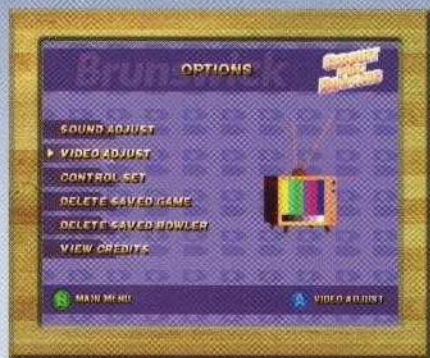 Brunswick
OPTIONS
SOUND ADJUST
VIDEO ADJUST
CONTROL SET
DELETE SAVED GAME
DELETE SAVED BOWLER
VIEW CREDITS
B MAIN MENU
A VIDEO ADJUST